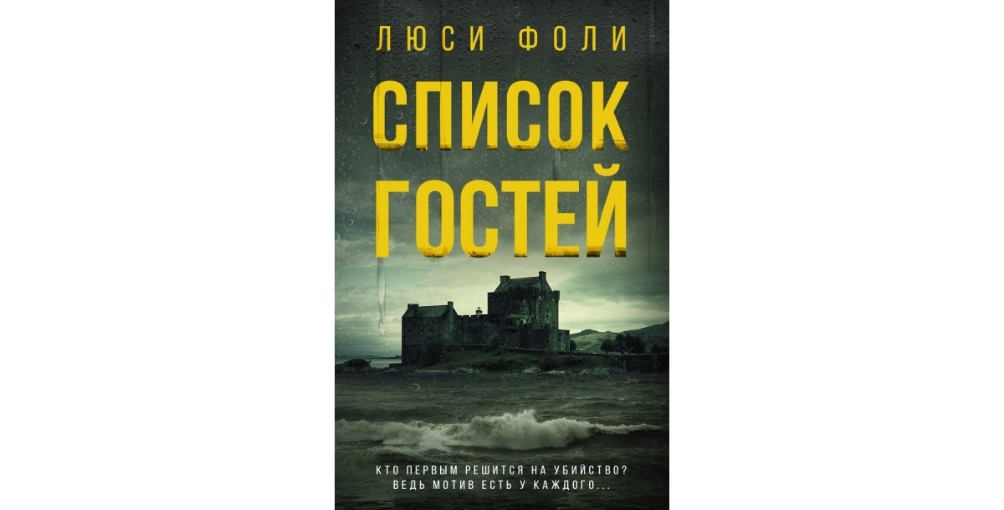 ЛЮСИ ФОЛИ
СПИСОК
ГОСТЕЙ
КТО ПЕРВЫМ РЕШИТСЯ НА УБИЙСТВО?
ВЕДЬ МОТИВ ЕСТЬ У КАЖДОГО...